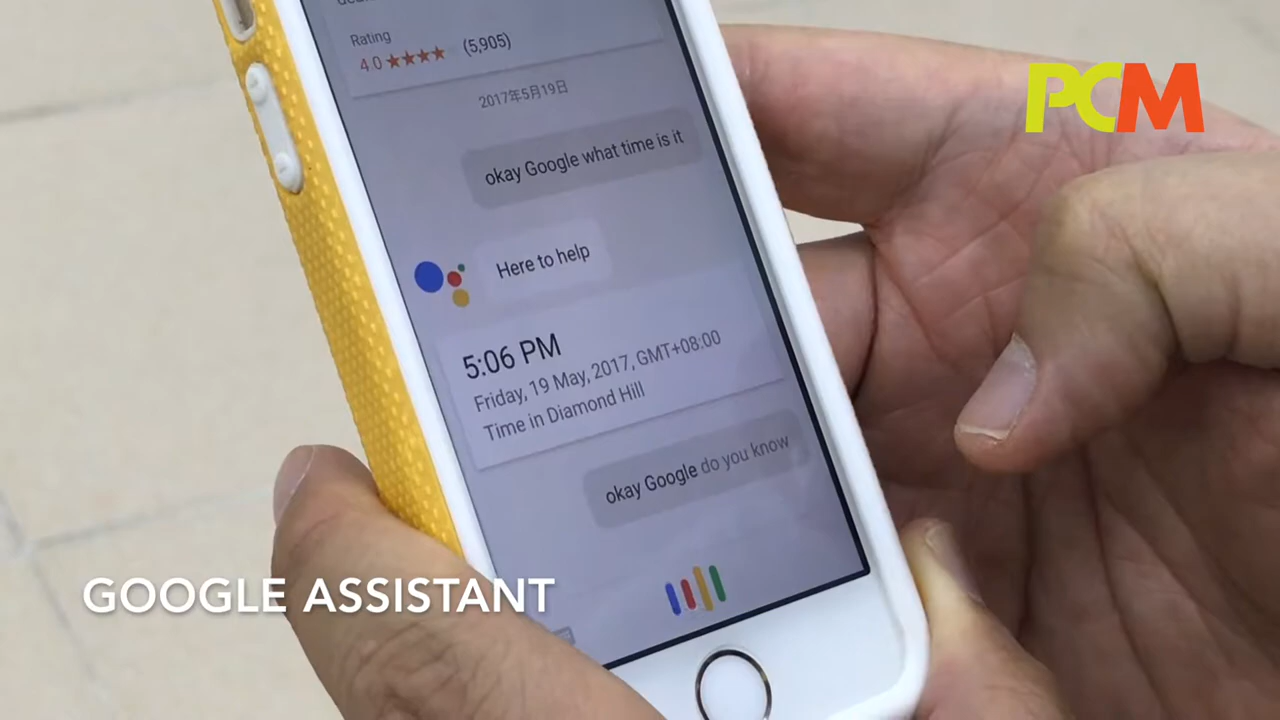 Rating
4.0 ★★★★ (5,905)
2017年5月19日
okay Google what time is it
Here to help
5:06 PM
Friday, 19 May, 2017, GMT+08:00
Time in Diamond Hill
okay Google do you know
PCM
GOOGLE ASSISTANT